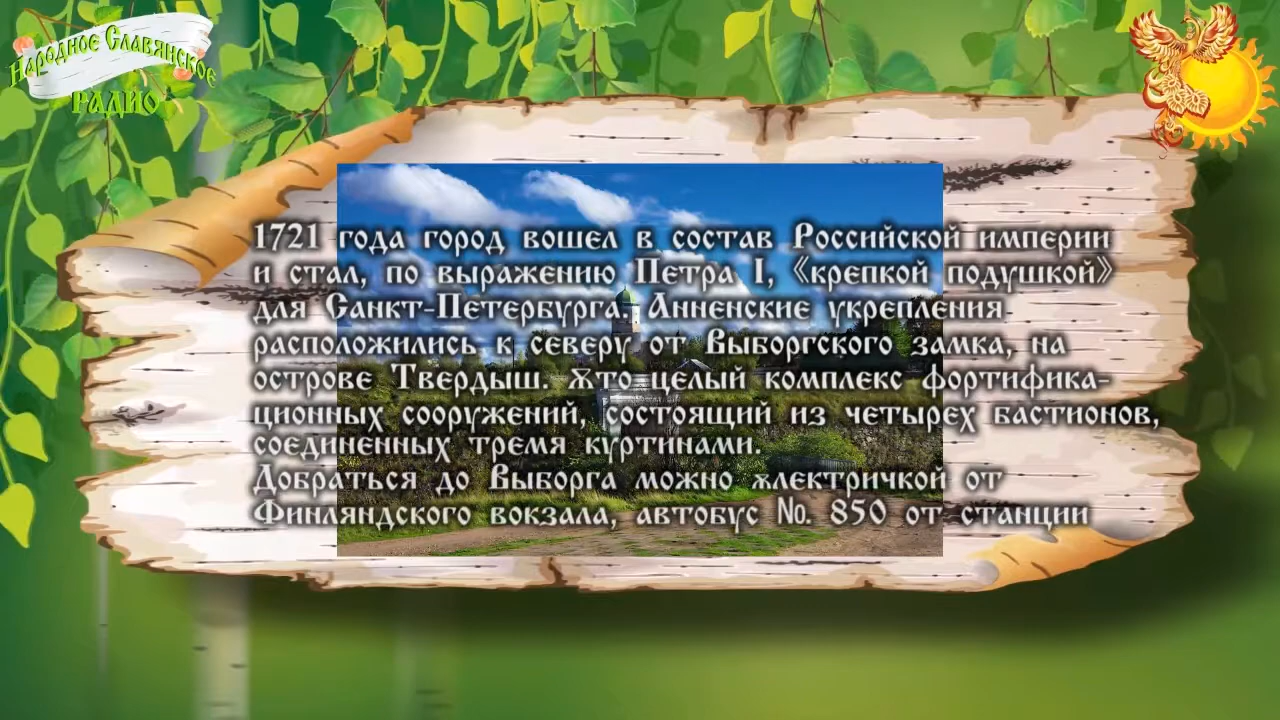 Народное Славянское
РАДИО
1721 года город вошел в состав Российской империи
и стал, по выражению Петра I, «крепкой подушкой»
для Санкт-Петербурга. Анненские укрепления
расположились к северу от Выборгского замка, на
острове Твердыш. Ѫто целый комплекс фортифика-
ционных сооружений, состоящий из четырех бастионов,
соединенных тремя куртинами.
Добраться до Выборга можно ѫлектричкой от
Финляндского вокзала, автобус №. 850 от станции